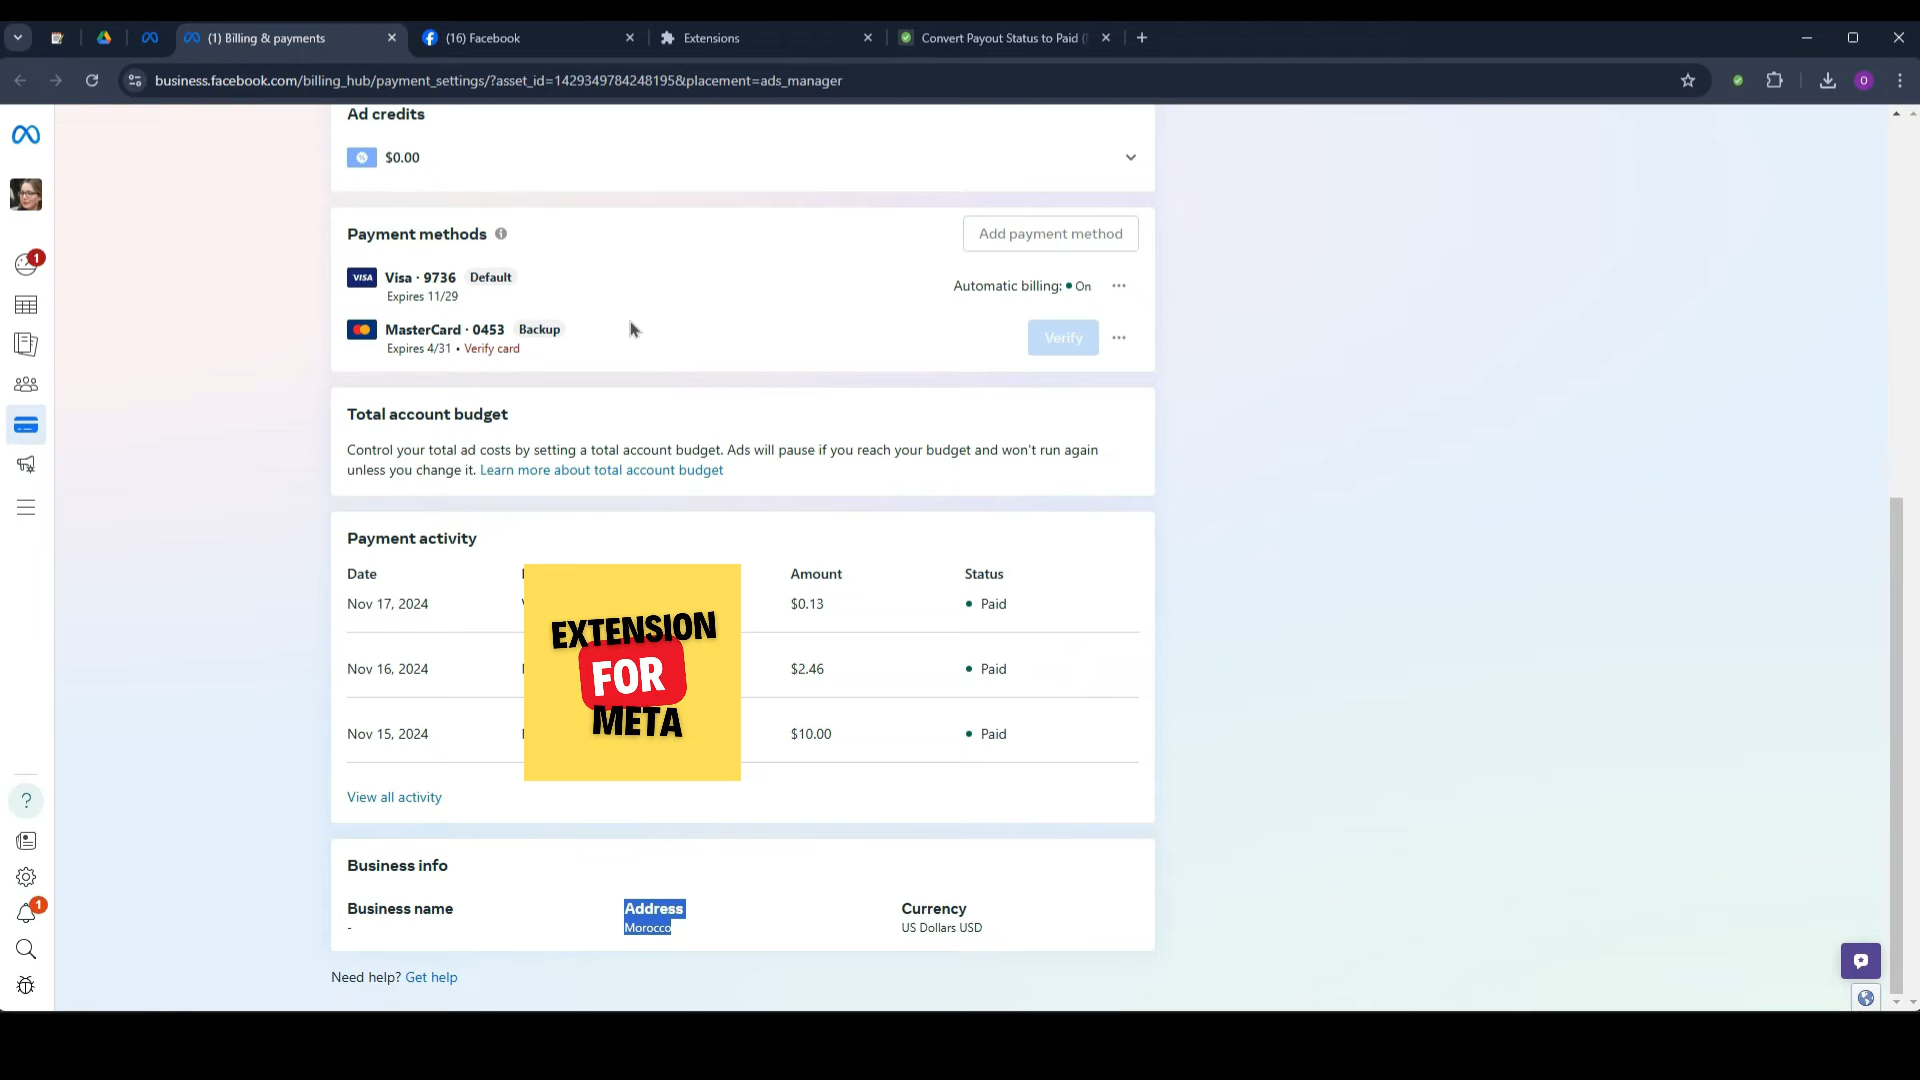 (1) Billing & payments
(16) Facebook
Extensions
Convert Payout Status to Paid (
business.facebook.com/billing_hub/payment_settings/?asset_id=1429349784248195&placement=ads_manager
O
Ad credits
$0.00
1
Payment methods
Add payment method
VISA
Visa · 9736 Default
Expires 11/29
Automatic billing: On
MasterCard · 0453 Backup
Expires 4/31 • Verify card
Verify
Total account budget
Control your total ad costs by setting a total account budget. Ads will pause if you reach your budget and won't run again
unless you change it. Learn more about total account budget
Payment activity
Date
Amount
Status
Nov 17, 2024
$0.13
Paid
Nov 16, 2024
$2.46
Paid
Nov 15, 2024
$10.00
Paid
EXTENSION
FOR
META
View all activity
Business info
Business name
Address
Currency
-
Morocco
US Dollars USD
1
Need help? Get help